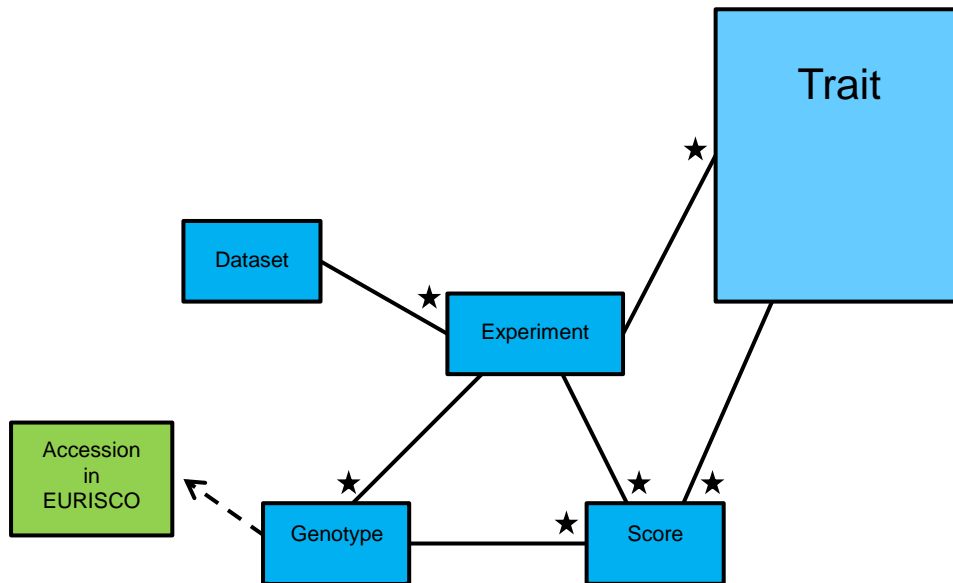 Trait
Dataset
Experiment
Accession
in
EURISCO
Genotype
Score